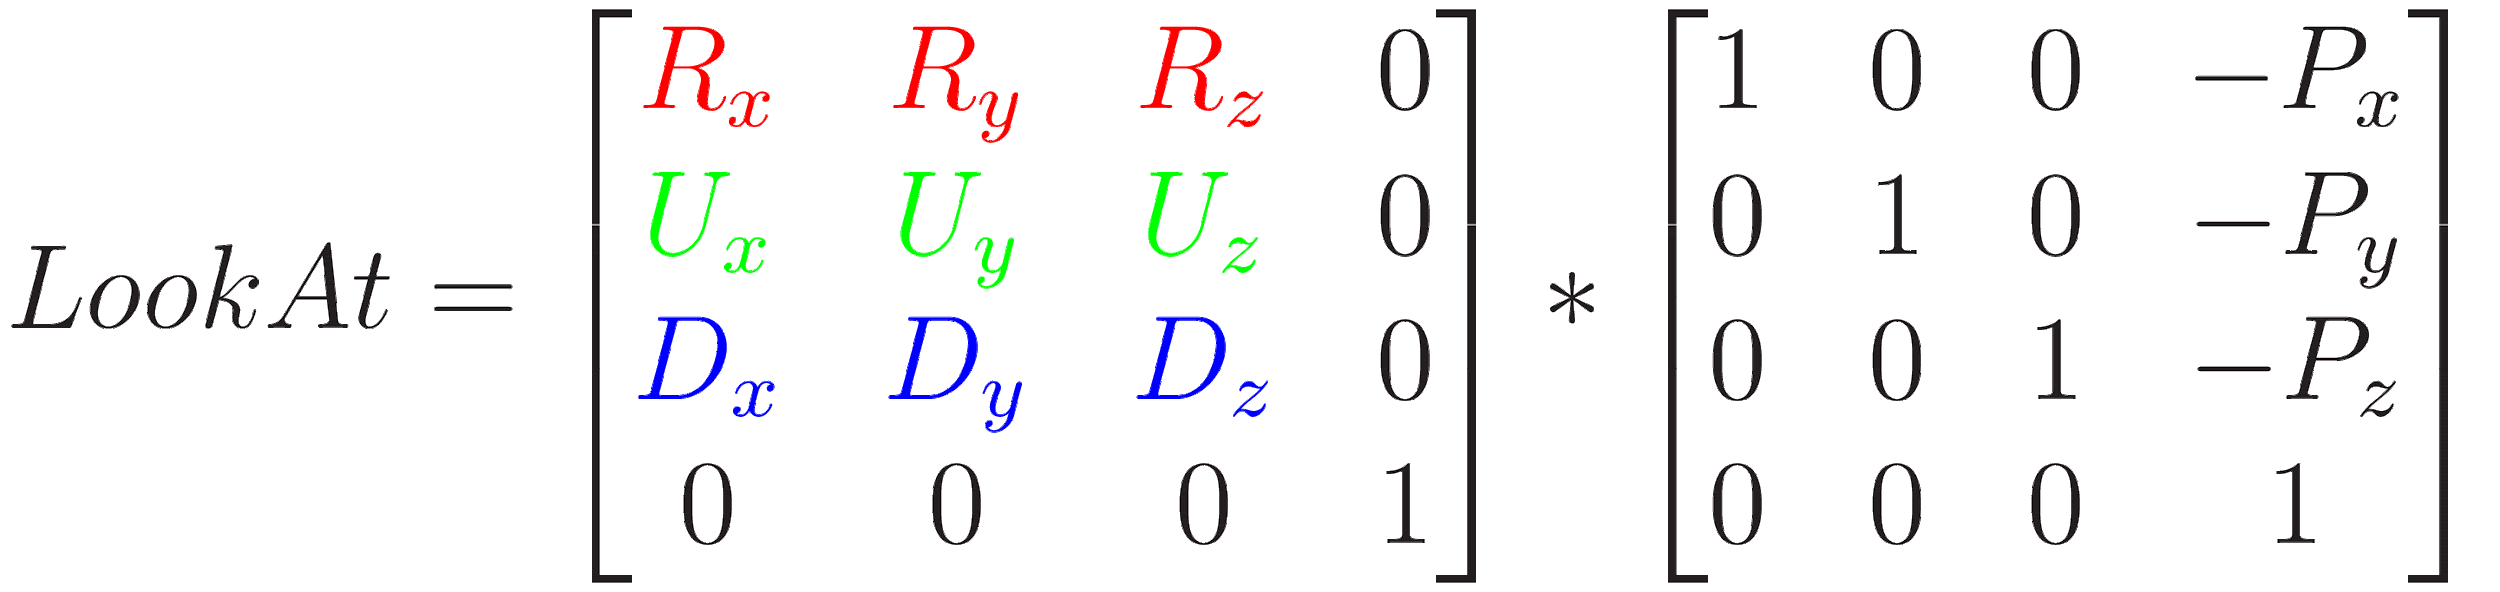 R_x R_y R_z 0 1 0 0 −P_x
U_x U_y U_z 0 0 1 0 −P_y
LookAt = *
D_x D_y D_z 0 0 0 1 −P_z
0 0 0 1 0 0 0 1